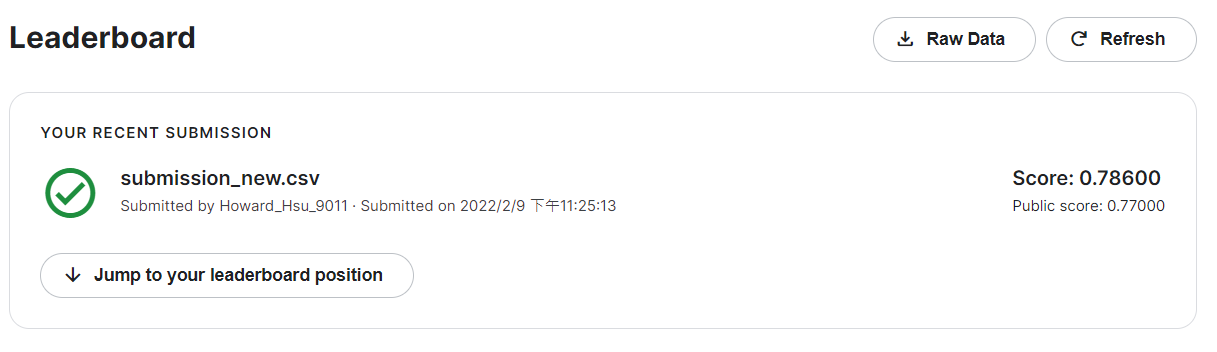 Leaderboard
Raw Data
Refresh
YOUR RECENT SUBMISSION
submission_new.csv
Submitted by Howard_Hsu_9011 · Submitted on 2022/2/9 下午11:25:13
Score: 0.78600
Public score: 0.77000
Jump to your leaderboard position